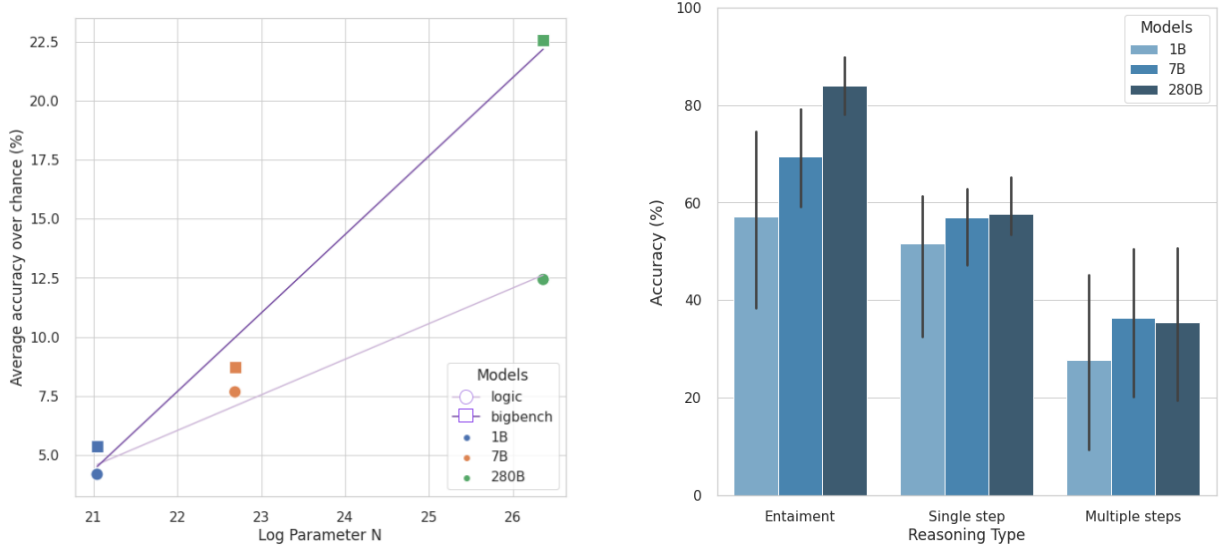 Average accuracy over chance (%)
22.5
20.0
17.5
15.0
12.5
10.0
7.5
5.0
21
22
23
24
25
26
Log Parameter N
Models
logic
bigbench
1B
7B
280B
Accuracy (%)
100
80
60
40
20
0
Entaiment
Single step
Multiple steps
Reasoning Type
Models
1B
7B
280B